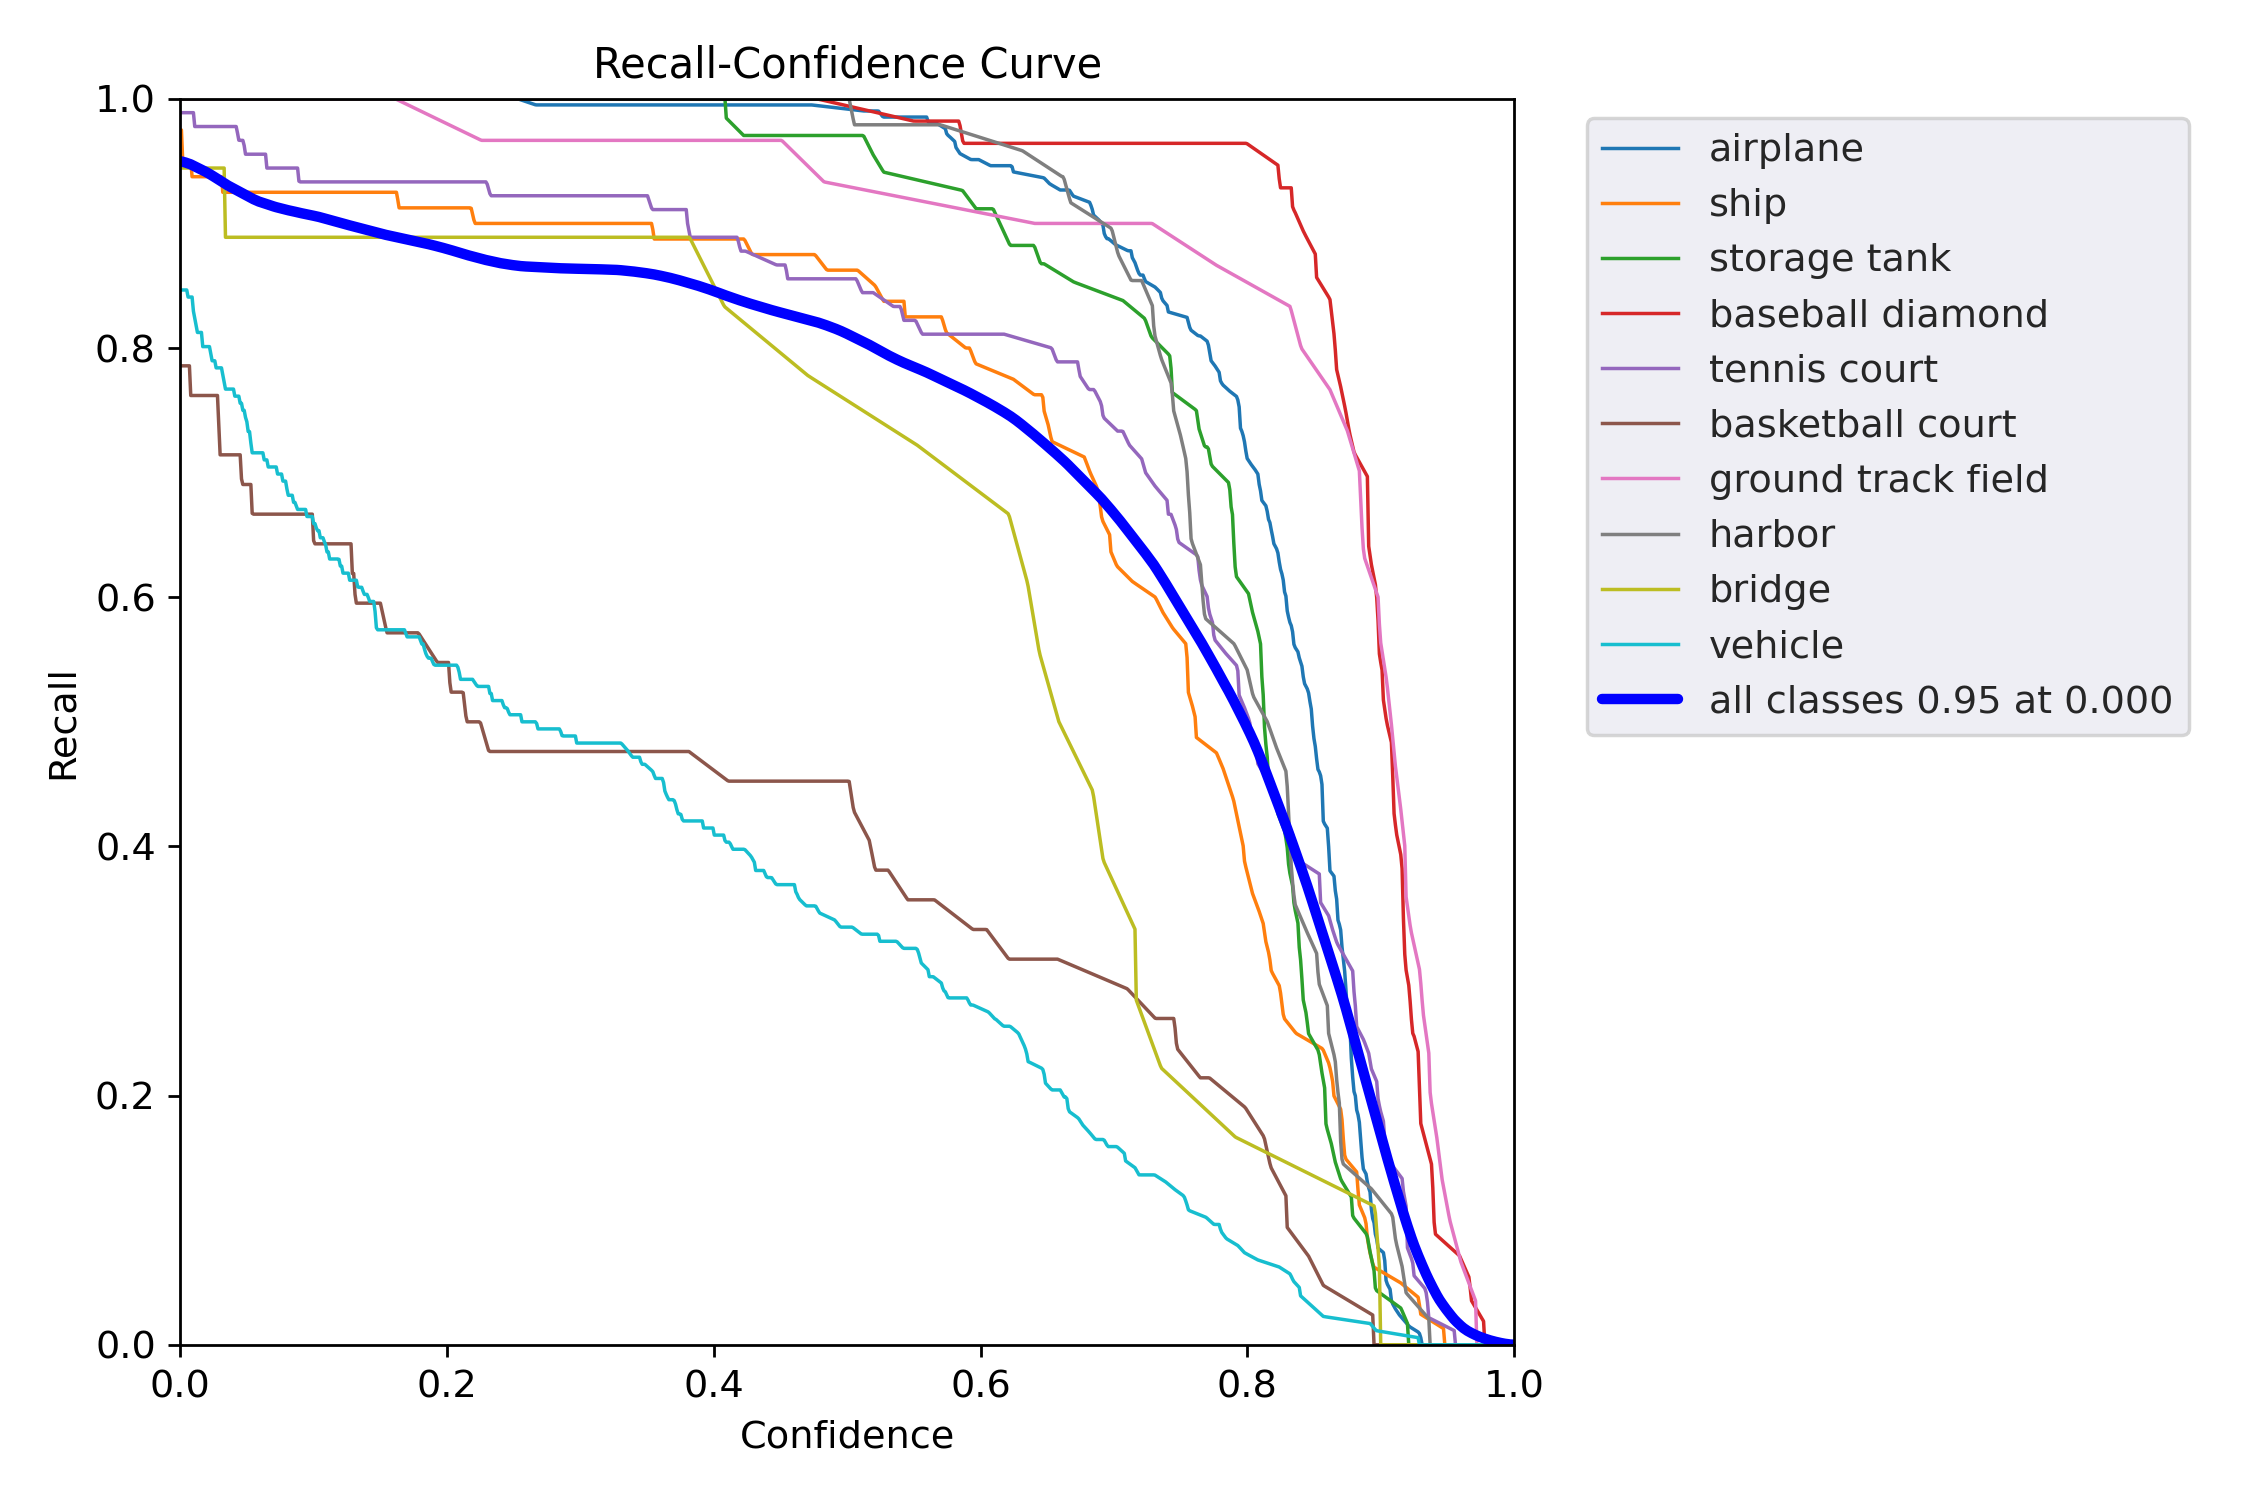 Recall-Confidence Curve
1.0
0.8
0.6
0.4
0.2
0.0
Recall
0.0 0.2 0.4 0.6 0.8 1.0
Confidence
airplane
ship
storage tank
baseball diamond
tennis court
basketball court
ground track field
harbor
bridge
vehicle
all classes 0.95 at 0.000